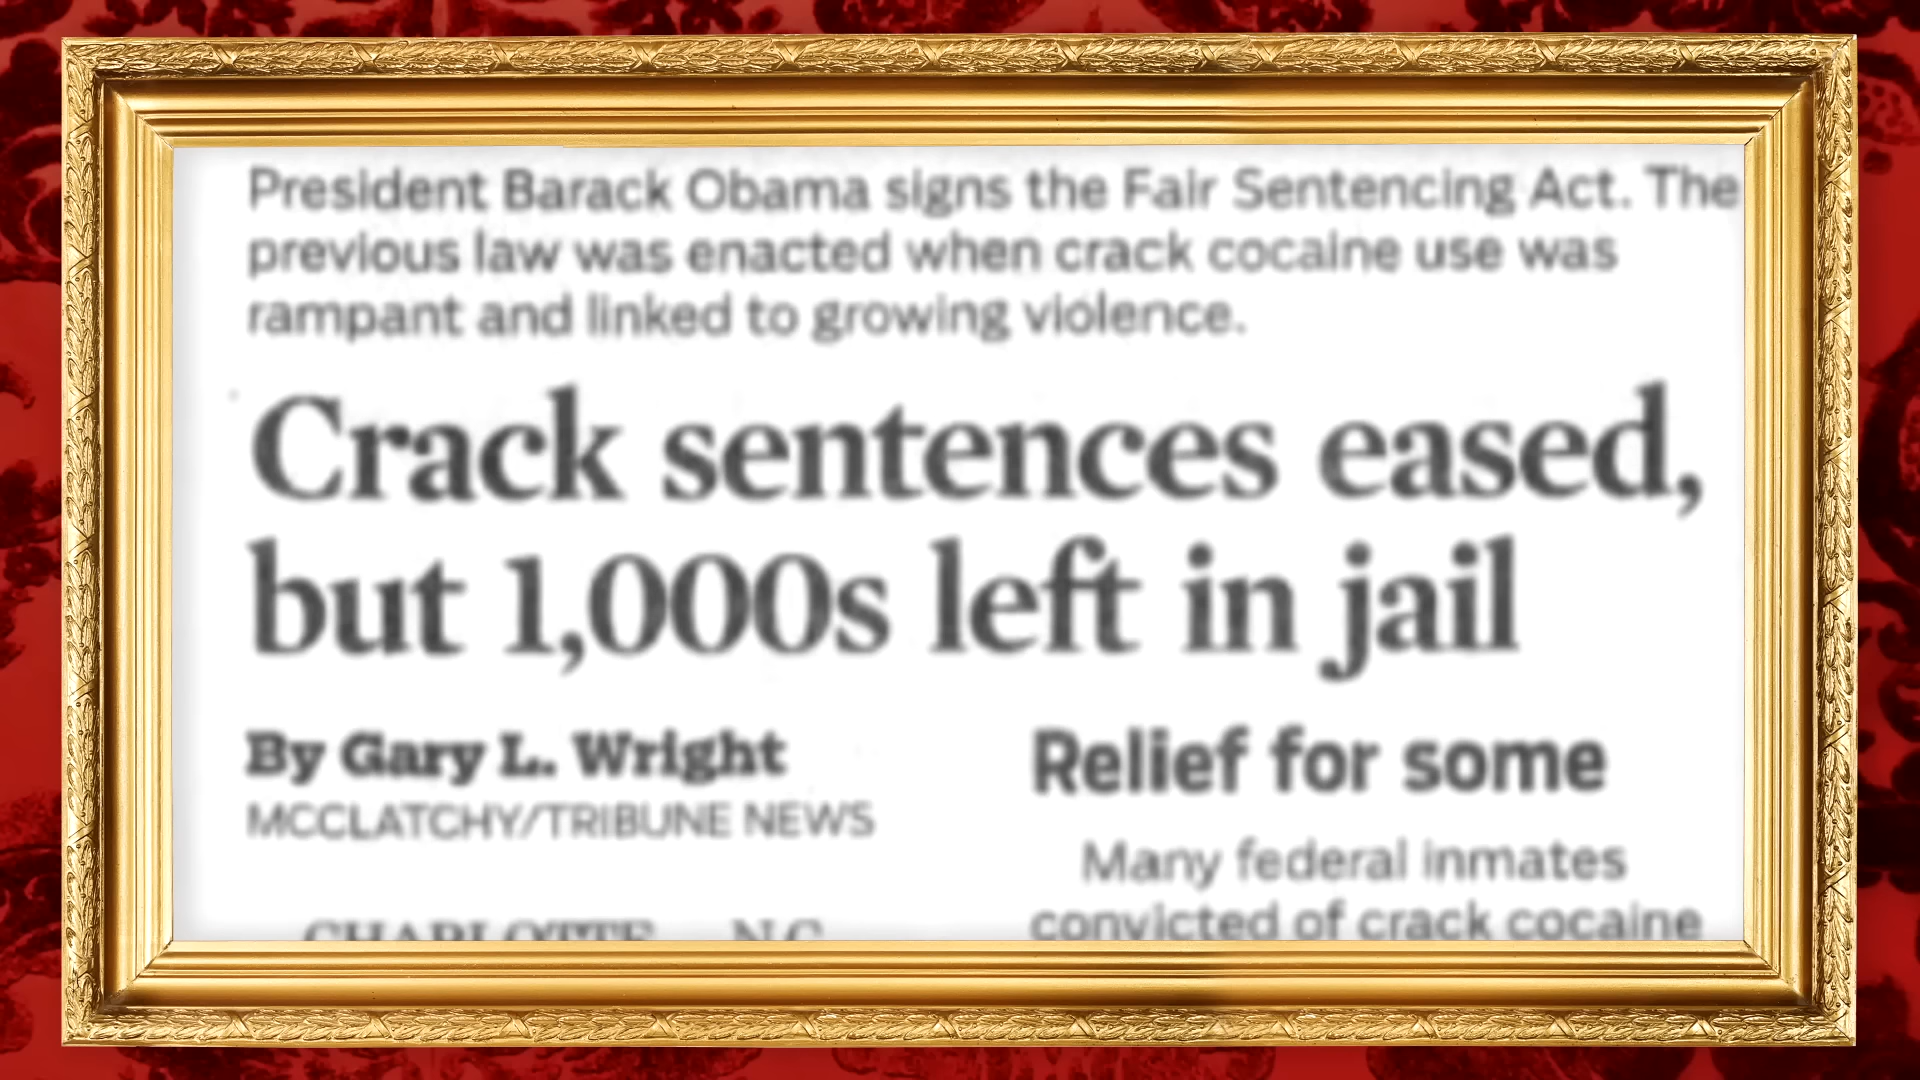 President Barack Obama signs the Fair Sentencing Act. The
previous law was enacted when crack cocaine use was
rampant and linked to growing violence.
Crack sentences eased,
but 1,000s left in jail
By Gary L. Wright
MCCLATCHY/TRIBUNE NEWS
CHARLOTTE N.C
Relief for some
Many federal inmates
convicted of crack cocaine